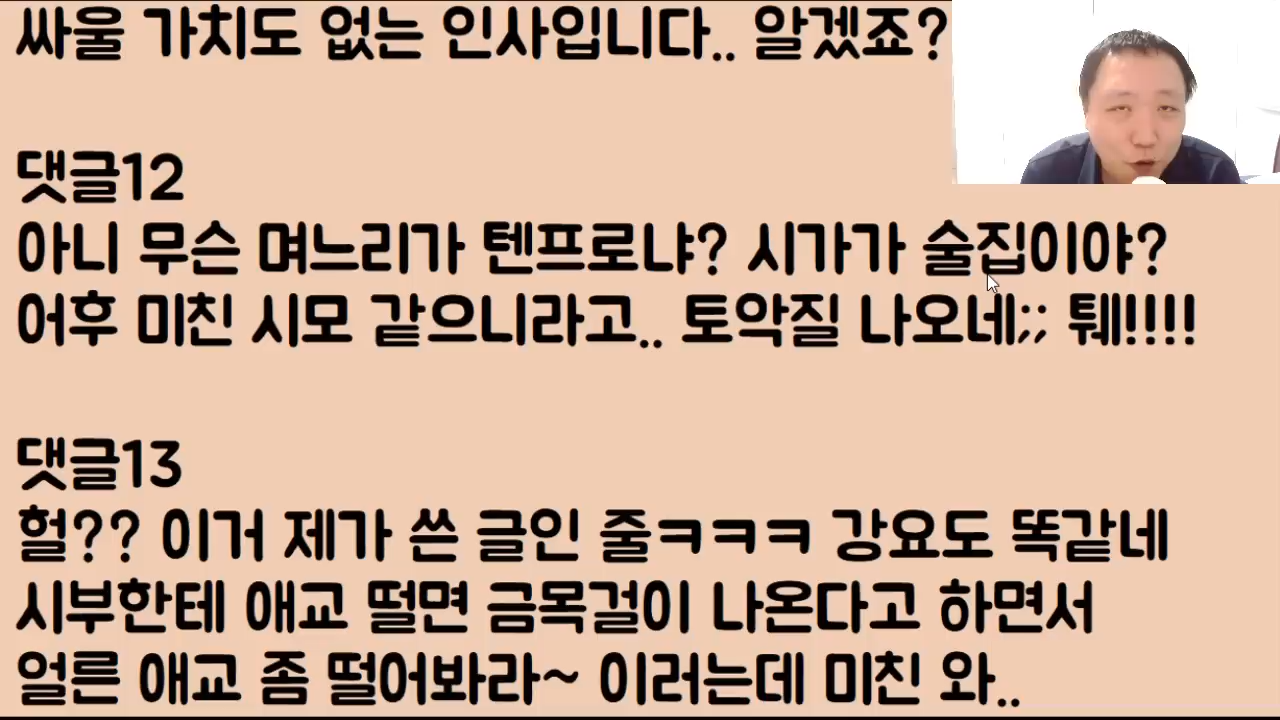 싸울 가치도 없는 인사입니다.. 알겠죠?
댓글12
아니 무슨 며느리가 텐프로냐? 시가가 술집이야?
어후 미친 시모 같으니라고.. 토악질 나오네;; 퉤!!!!
댓글13
헐?? 이거 제가 쓴 글인 줄ㅋㅋㅋ 강요도 똑같네
시부한테 애교 떨면 금목걸이 나온다고 하면서
얼른 애교 좀 떨어봐라~ 이러는데 미친 와..